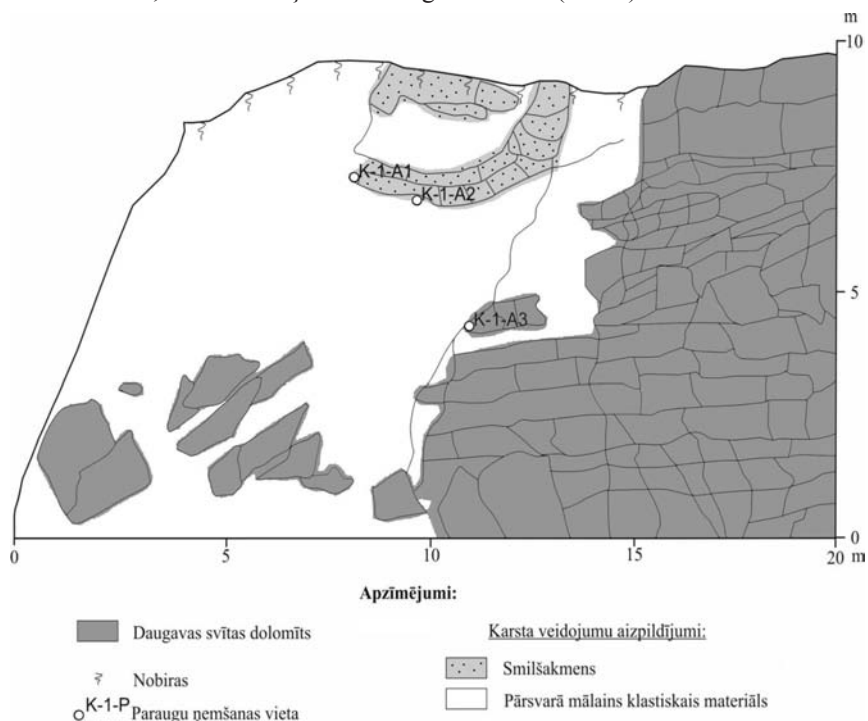 m
10
K-1-A1
K-1-A2
5
K-1-A3
0
0 5 10 15 20 m
Apzīmējumi:
Daugavas svītas dolomīts
Karsta veidojumu aizpildījumi:
Nobiras
Smilšakmens
K-1-P Paraugu ņemšanas vieta
Pārsvarā mālains klastiskais materiāls